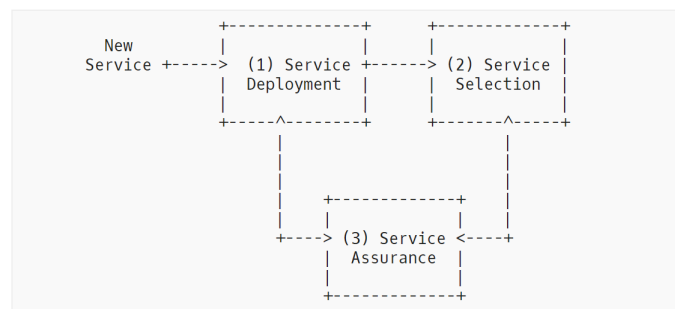 +--------------+      +-------------+
New        |              |      |             |
Service +-----> (1) Service +------> (2) Service |
| Deployment |      | Selection |
|              |      |             |
+-----^--------+      +-------^-----+
|                       |
|                       |
|                       |
|    +-------------+    |
|    |             |    |
+----> (3) Service <----+
| Assurance |
|             |
+-------------+